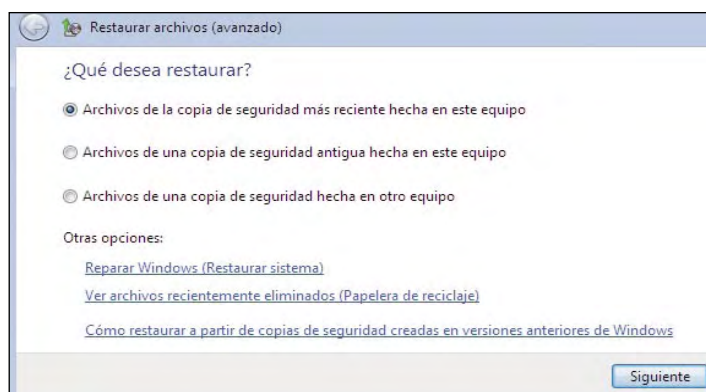 Restaurar archivos (avanzado)
¿Qué desea restaurar?
Archivos de la copia de seguridad más reciente hecha en este equipo
Archivos de una copia de seguridad antigua hecha en este equipo
Archivos de una copia de seguridad hecha en otro equipo
Otras opciones:
Reparar Windows (Restaurar sistema)
Ver archivos recientemente eliminados (Papelera de reciclaje)
Cómo restaurar a partir de copias de seguridad creadas en versiones anteriores de Windows
Siguiente